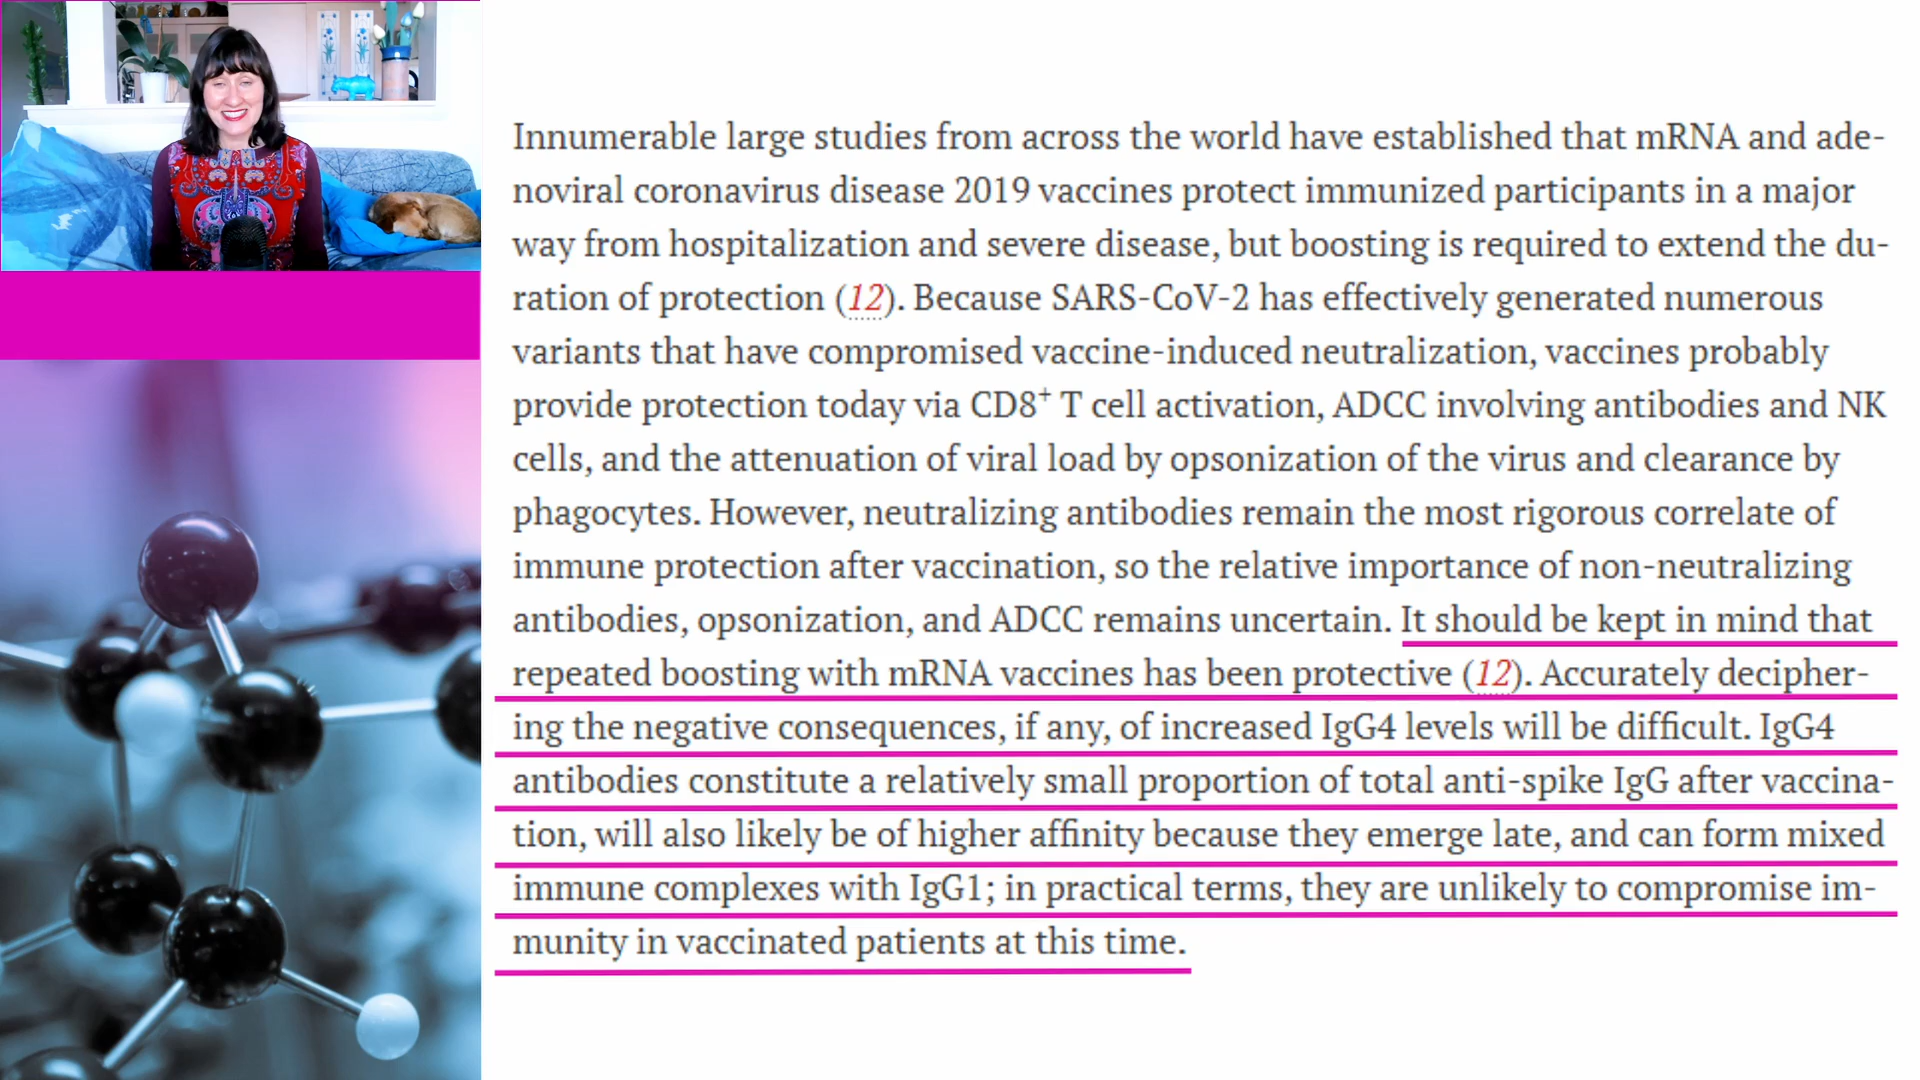 Innumerable large studies from across the world have established that mRNA and ade-
noviral coronavirus disease 2019 vaccines protect immunized participants in a major
way from hospitalization and severe disease, but boosting is required to extend the du-
ration of protection (12). Because SARS-CoV-2 has effectively generated numerous
variants that have compromised vaccine-induced neutralization, vaccines probably
provide protection today via CD8⁺ T cell activation, ADCC involving antibodies and NK
cells, and the attenuation of viral load by opsonization of the virus and clearance by
phagocytes. However, neutralizing antibodies remain the most rigorous correlate of
immune protection after vaccination, so the relative importance of non-neutralizing
antibodies, opsonization, and ADCC remains uncertain. It should be kept in mind that
repeated boosting with mRNA vaccines has been protective (12). Accurately decipher-
ing the negative consequences, if any, of increased IgG4 levels will be difficult. IgG4
antibodies constitute a relatively small proportion of total anti-spike IgG after vaccina-
tion, will also likely be of higher affinity because they emerge late, and can form mixed
immune complexes with IgG1; in practical terms, they are unlikely to compromise im-
munity in vaccinated patients at this time.